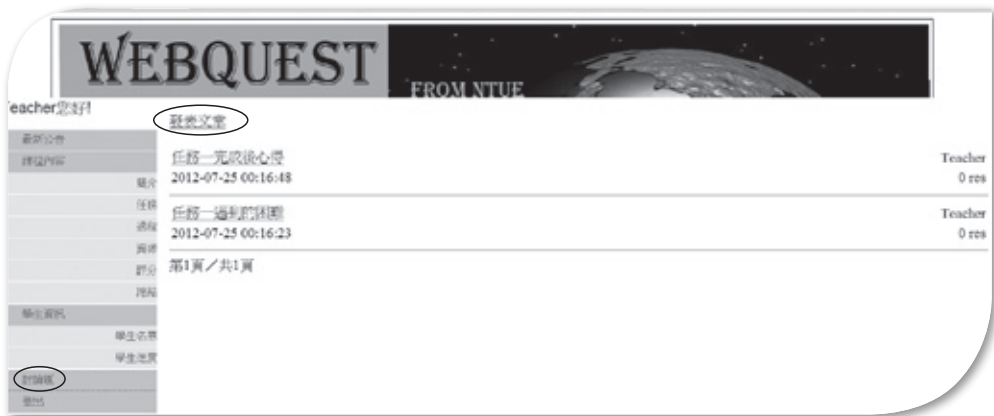 WEBQUEST
FROM NTUE
Teacher您好!
最新公告
課程內容
簡介
任務
過程
資源
評分
總結
學生資訊
學生名單
學生進度
討論區
登出
發表文章
任務一完成後心得
Teacher
2012-07-25 00:16:48
0 res
任務一遇到的困難
Teacher
2012-07-25 00:16:23
0 res
第1頁／共1頁